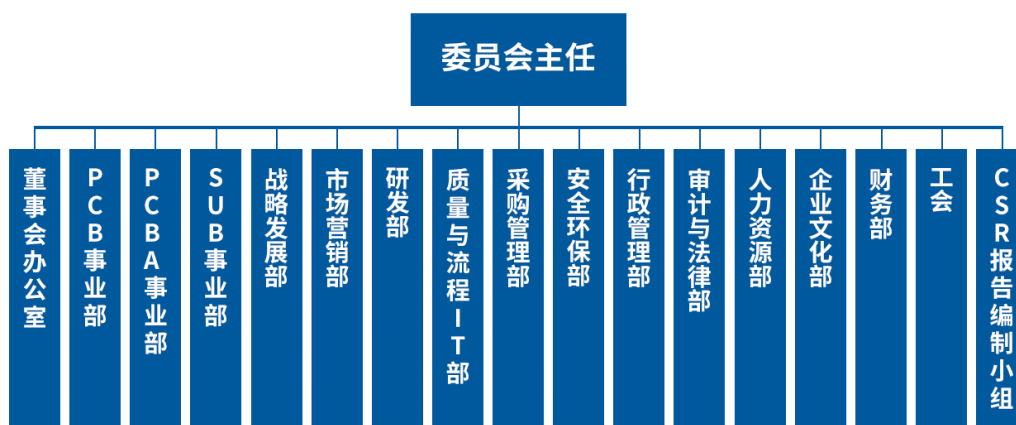 委员会主任
董事会办公室
PCB事业部
PCBA事业部
SUB事业部
战略发展部
市场营销部
研发部
质量与流程IT部
采购管理部
安全环保部
行政管理部
审计与法律部
人力资源部
企业文化部
财务部
工会
CSR报告编制小组